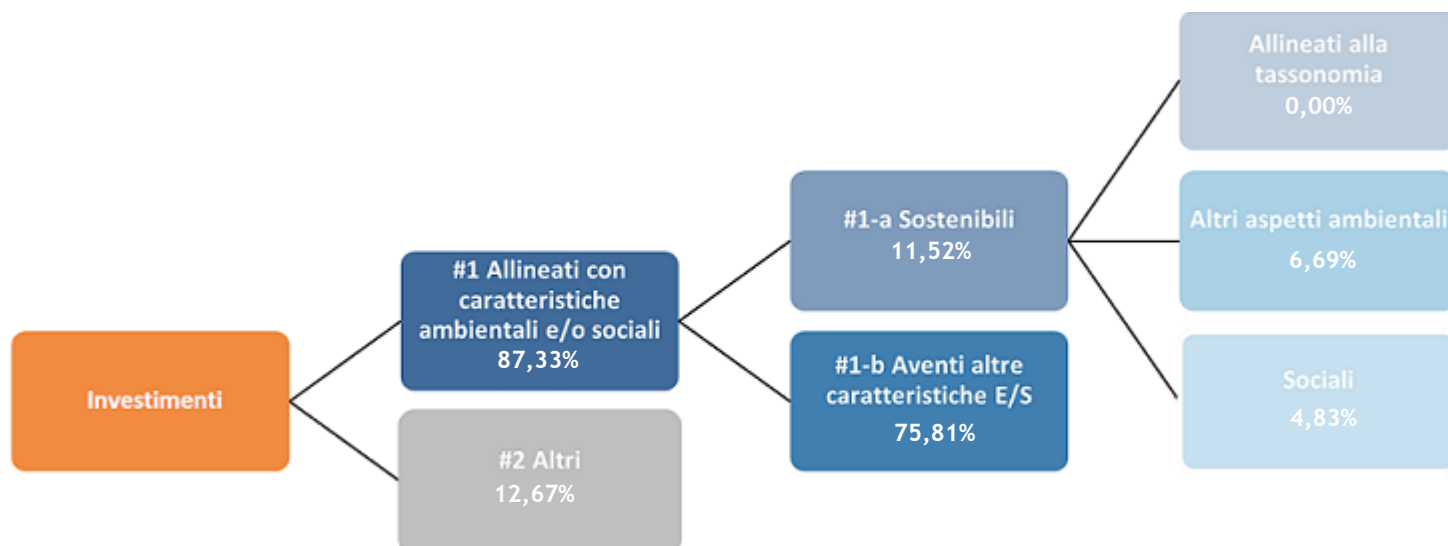 Investimenti
#1 Allineati con
caratteristiche
ambientali e/o sociali
87,33%
#2 Altri
12,67%
#1-a Sostenibili
11,52%
#1-b Aventi altre
caratteristiche E/S
75,81%
Allineati alla
tassonomia
0,00%
Altri aspetti ambientali
6,69%
Sociali
4,83%